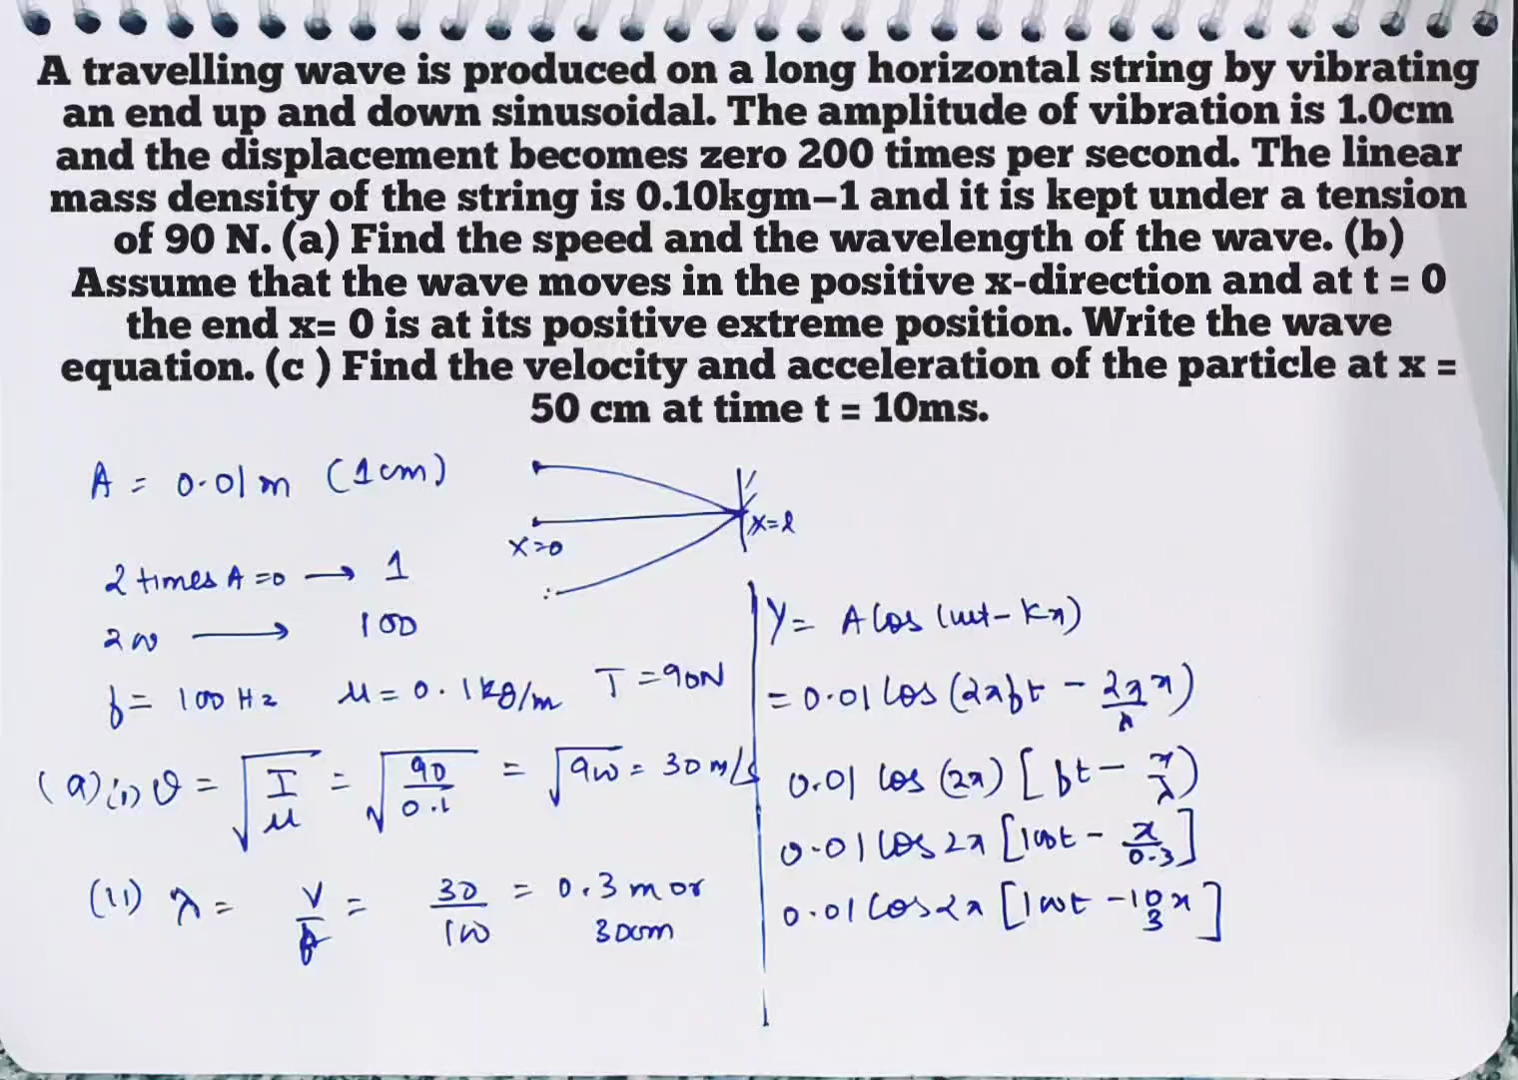 A travelling wave is produced on a long horizontal string by vibrating
an end up and down sinusoidal. The amplitude of vibration is 1.0cm
and the displacement becomes zero 200 times per second. The linear
mass density of the string is 0.10kgm–1 and it is kept under a tension
of 90 N. (a) Find the speed and the wavelength of the wave. (b)
Assume that the wave moves in the positive x-direction and at t = 0
the end x= 0 is at its positive extreme position. Write the wave
equation. (c ) Find the velocity and acceleration of the particle at x =
50 cm at time t = 10ms.
A = 0.01m (1cm)
x=0
x=l
2 times A=0 → 1
200 → 100
f = 100 Hz μ = 0.1kg/m T = 90N
(a) (i) v = √(T/μ) = √(90/0.1) = √900 = 30 m/s
(ii) λ = v/f = 30/100 = 0.3 m or
30cm
Y = A cos (ωt - kx)
= 0.01 cos (2πft - 2πx/λ)
0.01 cos (2π) [ft - x/λ)
0.01 cos 2π [100t - x/0.3]
0.01 cos 2π [100t - 10/3 x]